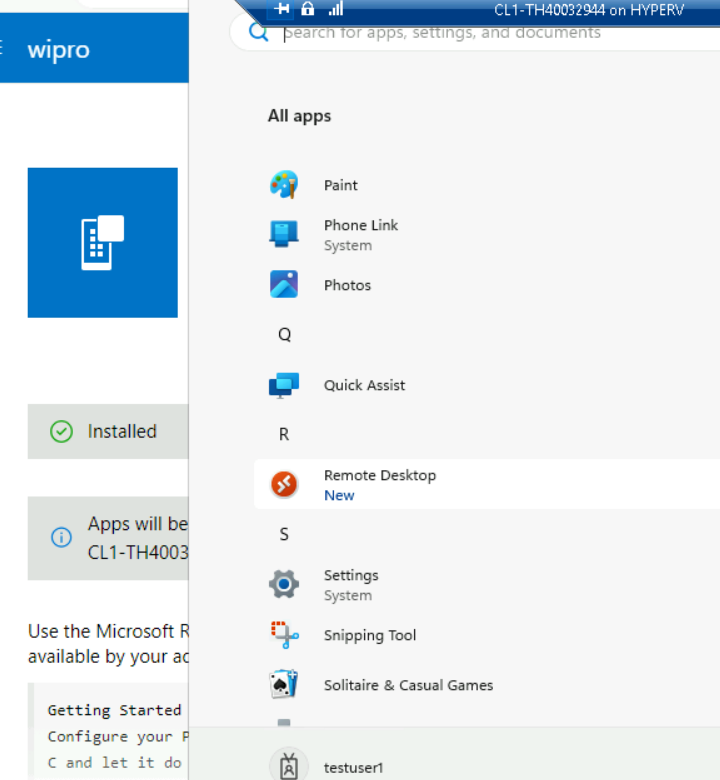 CL1-TH40032944 on HYPERV
wipro
Search for apps, settings, and documents
All apps
Paint
Phone Link
System
Photos
Q
Quick Assist
R
Remote Desktop
New
S
Settings
System
Snipping Tool
Solitaire & Casual Games
testuser1
Installed
Apps will be
CL1-TH4003
Use the Microsoft R
available by your ad
Getting Started
Configure your P
C and let it do